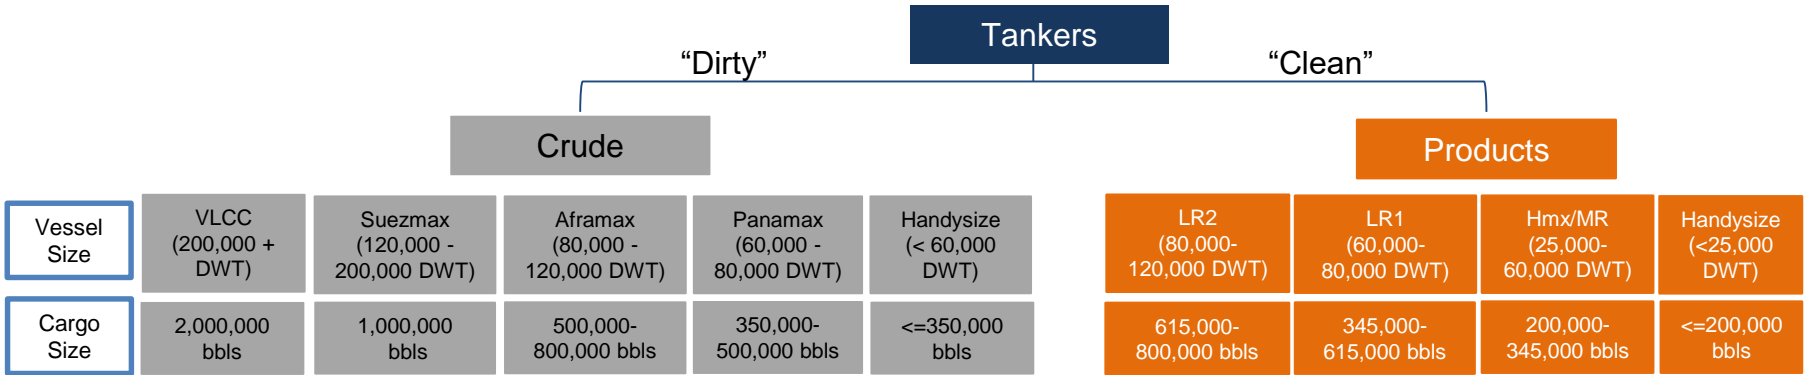 Tankers
“Dirty”
“Clean”
Crude
Products
Vessel
Size
VLCC
(200,000 +
DWT)
Suezmax
(120,000 -
200,000 DWT)
Aframax
(80,000 -
120,000 DWT)
Panamax
(60,000 -
80,000 DWT)
Handysize
(< 60,000
DWT)
LR2
(80,000-
120,000 DWT)
LR1
(60,000-
80,000 DWT)
Hmx/MR
(25,000-
60,000 DWT)
Handysize
(<25,000
DWT)
Cargo
Size
2,000,000
bbls
1,000,000
bbls
500,000-
800,000 bbls
350,000-
500,000 bbls
<=350,000
bbls
615,000-
800,000 bbls
345,000-
615,000 bbls
200,000-
345,000 bbls
<=200,000
bbls